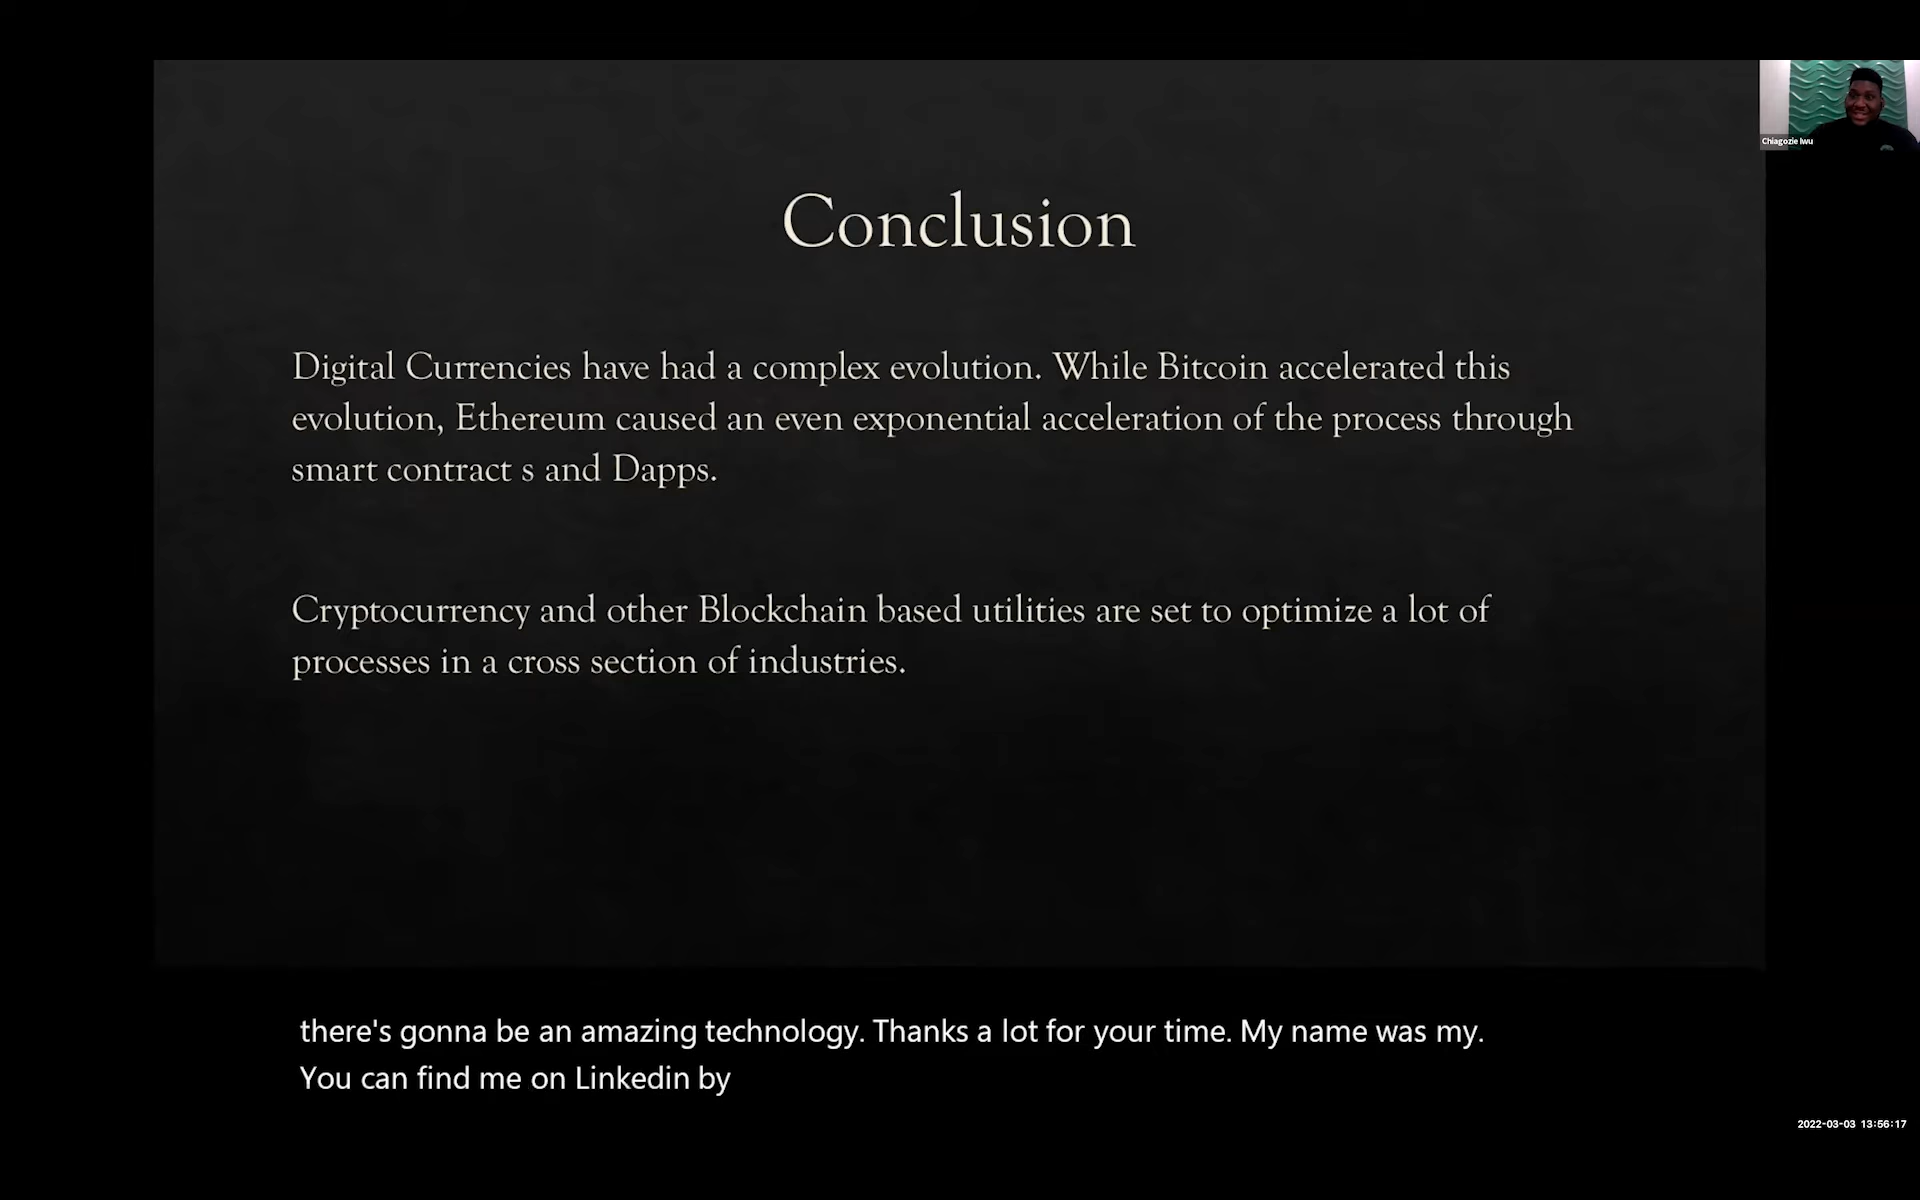 Chiagozie Iwu
Conclusion
Digital Currencies have had a complex evolution. While Bitcoin accelerated this
evolution, Ethereum caused an even exponential acceleration of the process through
smart contract s and Dapps.
Cryptocurrency and other Blockchain based utilities are set to optimize a lot of
processes in a cross section of industries.
there's gonna be an amazing technology. Thanks a lot for your time. My name was my.
You can find me on Linkedin by
2022-03-03 13:56:17